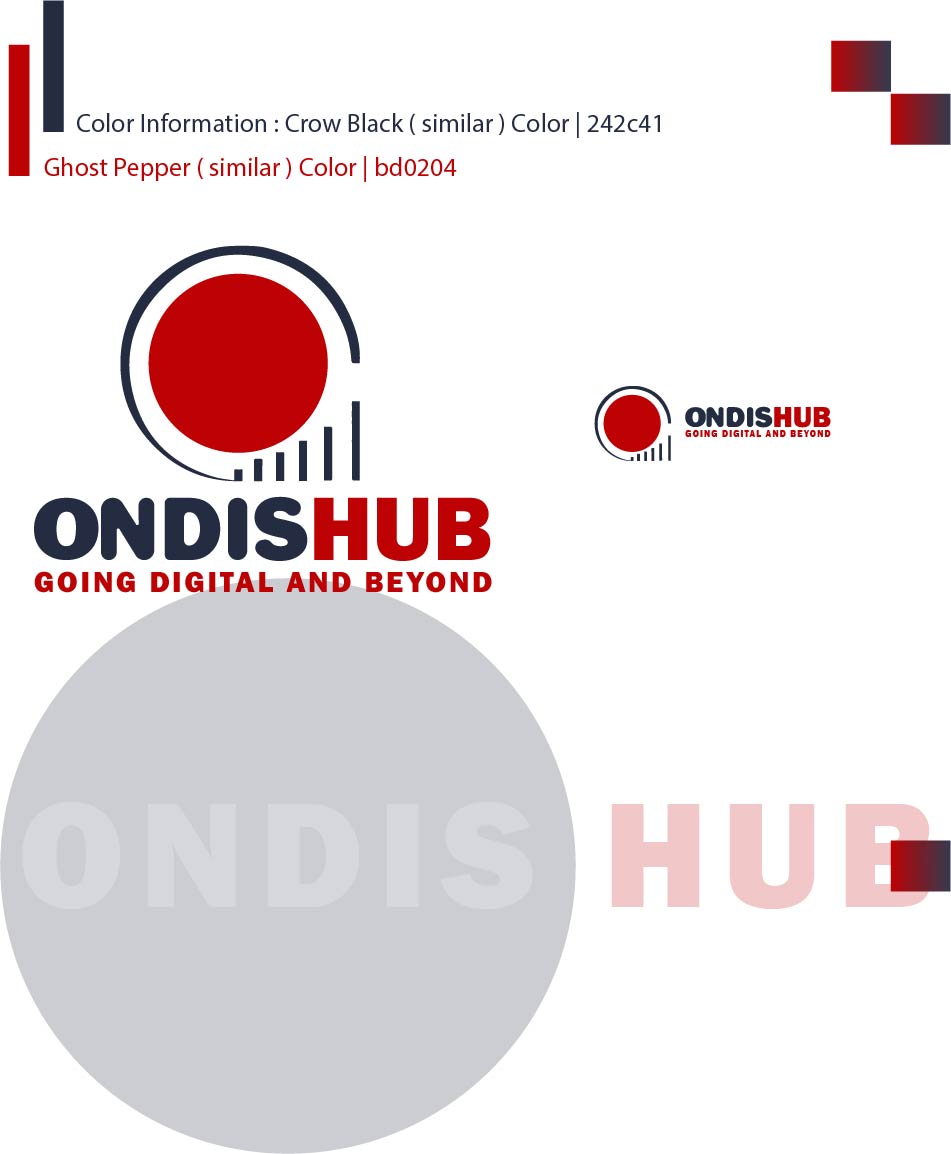 Color Information : Crow Black ( similar ) Color | 242c41
Ghost Pepper ( similar ) Color | bd0204
ONDISHUB
GOING DIGITAL AND BEYOND
ONDISHUB
GOING DIGITAL AND BEYOND
ONDIS HUB